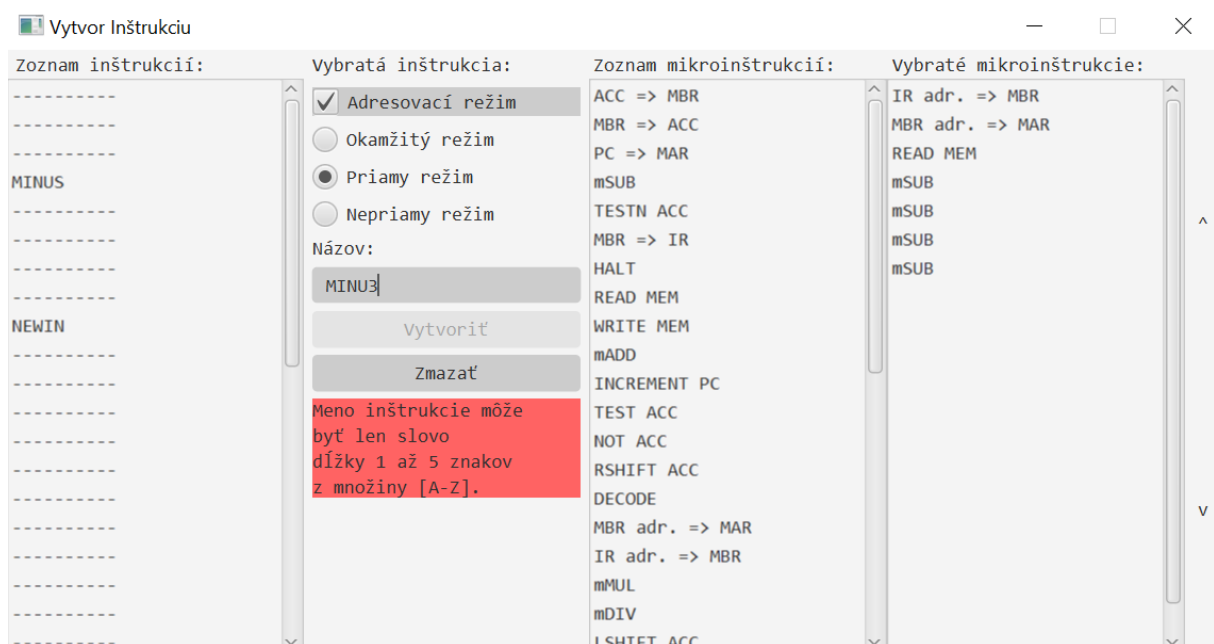 Vytvor Inštrukciu
Zoznam inštrukcií:
----------
----------
----------
MINUS
----------
----------
----------
----------
NEWIN
----------
----------
----------
----------
----------
----------
----------
----------
----------
----------
----------
Vybratá inštrukcia:
Adresovací režim
Okamžitý režim
Priamy režim
Nepriamy režim
Názov:
MINU3
Vytvoriť
Zmazať
Meno inštrukcie môže
byť len slovo
dĺžky 1 až 5 znakov
z množiny [A-Z].
Zoznam mikroinštrukcií:
ACC => MBR
MBR => ACC
PC => MAR
mSUB
TESTN ACC
MBR => IR
HALT
READ MEM
WRITE MEM
mADD
INCREMENT PC
TEST ACC
NOT ACC
RSHIFT ACC
DECODE
MBR adr. => MAR
IR adr. => MBR
mMUL
mDIV
LSHIFT ACC
Vybraté mikroinštrukcie:
IR adr. => MBR
MBR adr. => MAR
READ MEM
mSUB
mSUB
mSUB
mSUB
^
v